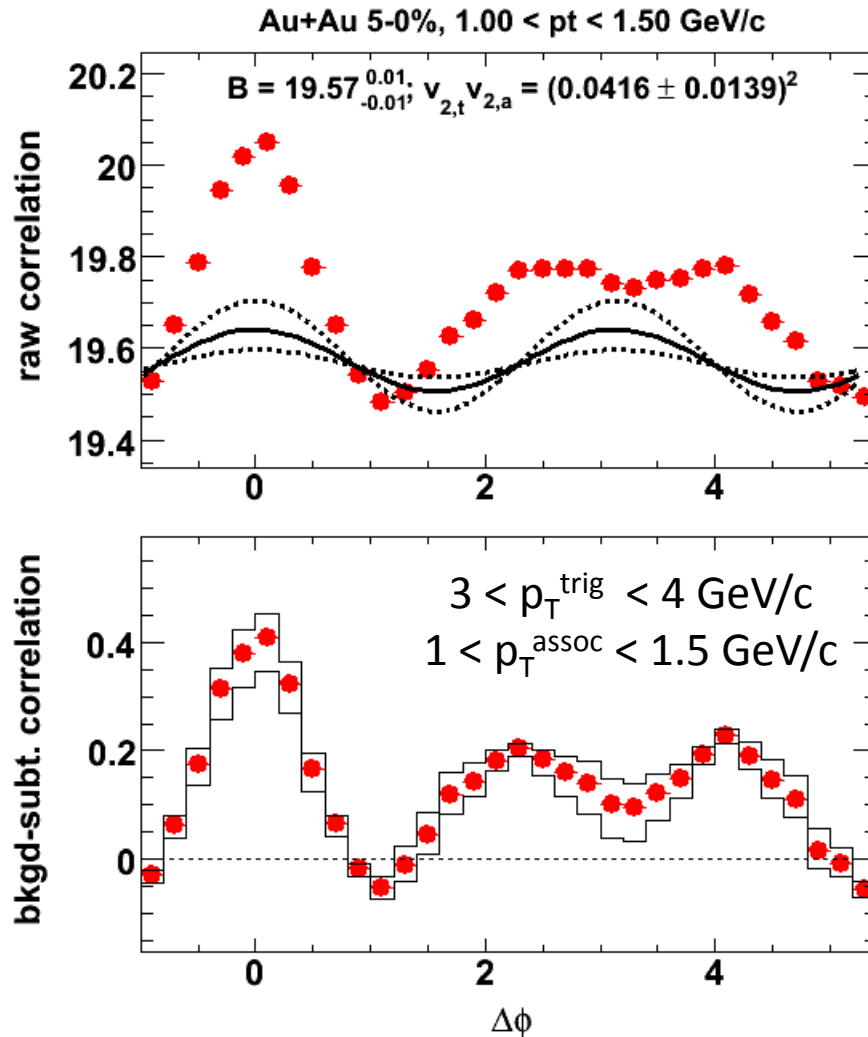 Au+Au 5-0%, 1.00 < pt < 1.50 GeV/c
B = 19.57 0.01 -0.01; v2,t v2,a = (0.0416 ± 0.0139)2
raw correlation
20.2
20
19.8
19.6
19.4
0 2 4
bkgd-subt. correlation
3 < pTtrig < 4 GeV/c
1 < pTassoc < 1.5 GeV/c
0.4
0.2
0
0 2 4
Δϕ